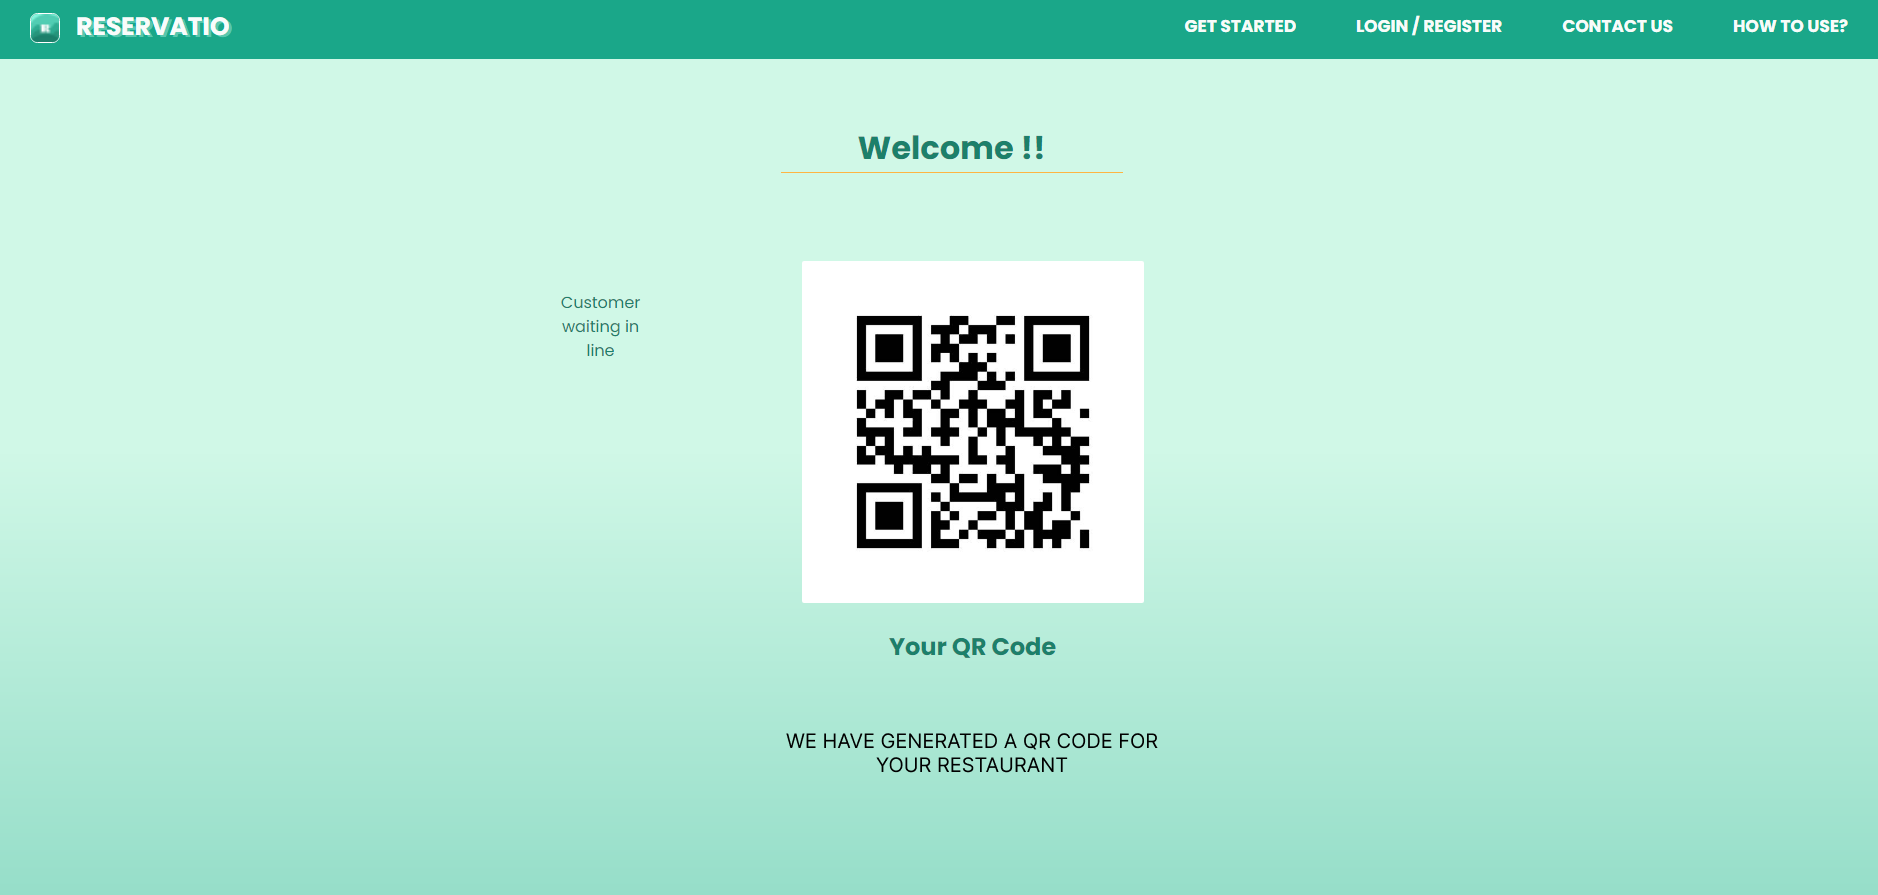 RESERVATIO
GET STARTED
LOGIN / REGISTER
CONTACT US
HOW TO USE?
Welcome !!
Customer
waiting in
line
Your QR Code
WE HAVE GENERATED A QR CODE FOR
YOUR RESTAURANT